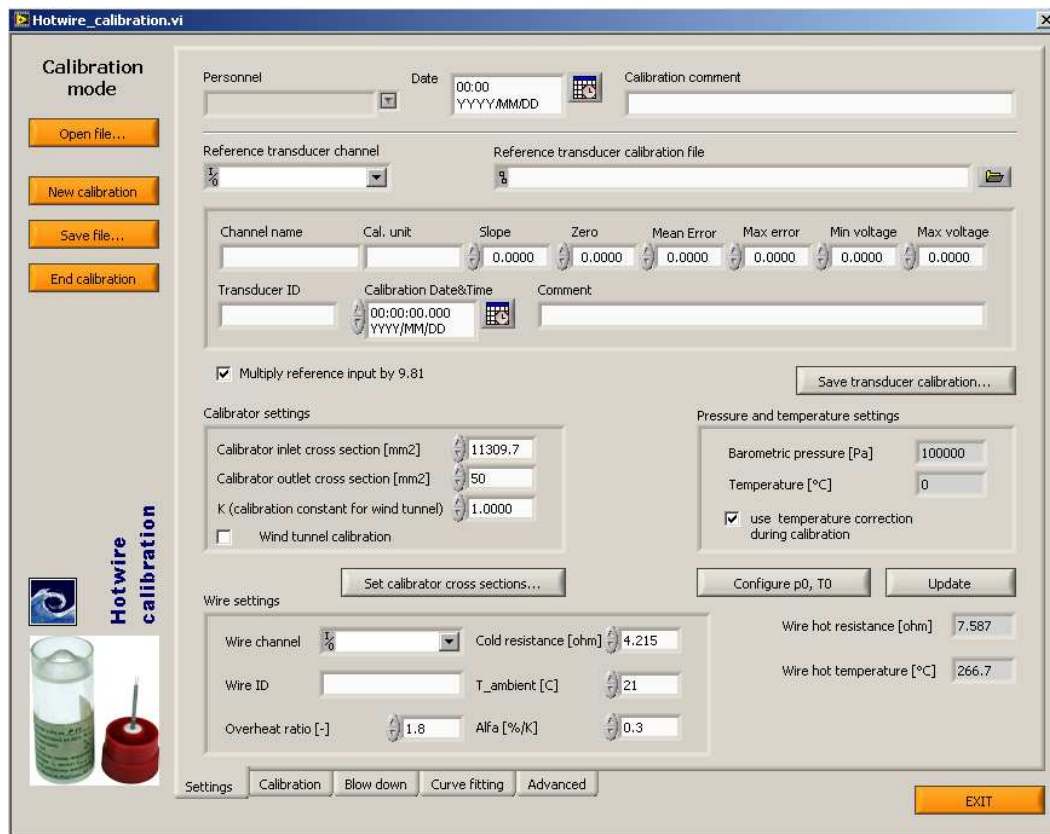 Hotwire_calibration.vi
Calibration
mode
Open file...
New calibration
Save file...
End calibration
Hotwire
calibration
Personnel
Date
00:00
YYYY/MM/DD
Calibration comment
Reference transducer channel
Reference transducer calibration file
Channel name
Cal. unit
Slope
Zero
Mean Error
Max error
Min voltage
Max voltage
0.0000
0.0000
0.0000
0.0000
0.0000
0.0000
Transducer ID
Calibration Date&Time
Comment
00:00:00.000
YYYY/MM/DD
Multiply reference input by 9.81
Save transducer calibration...
Calibrator settings
Calibrator inlet cross section [mm2]
11309.7
Calibrator outlet cross section [mm2]
50
K (calibration constant for wind tunnel)
1.0000
Wind tunnel calibration
Set calibrator cross sections...
Pressure and temperature settings
Barometric pressure [Pa]
100000
Temperature [°C]
0
use temperature correction
during calibration
Configure p0, T0
Update
Wire settings
Wire channel
Cold resistance [ohm]
4.215
Wire ID
T_ambient [C]
21
Overheat ratio [-]
1.8
Alfa [%/K]
0.3
Wire hot resistance [ohm]
7.587
Wire hot temperature [°C]
266.7
Settings
Calibration
Blow down
Curve fitting
Advanced
EXIT